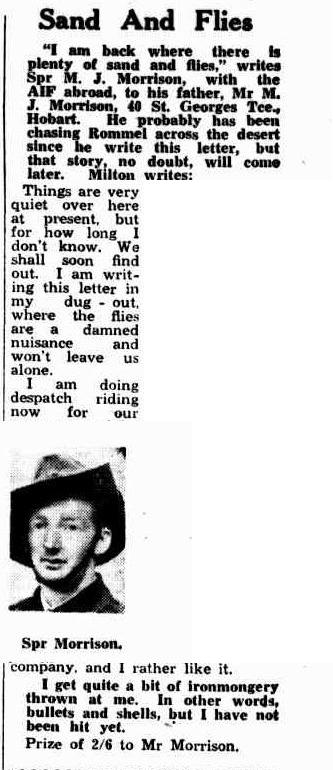 Sand And Flies
"I am back where there is
plenty of sand and flies," writes
Spr M. J. Morrison, with the
AIF abroad, to his father, Mr M.
J. Morrison, 40 St. Georges Tce.,
Hobart. He probably has been
chasing Rommel across the desert
since he write this letter, but
that story, no doubt, will come
later. Milton writes:
Things are very
quiet over here
at present, but
for how long I
don't know. We
shall soon find
out. I am writ-
ing this letter in
my dug - out,
where the flies
are a damned
nuisance and
won't leave us
alone.
I am doing
despatch riding
now for our
Spr Morrison.
company, and I rather like it.
I get quite a bit of ironmongery
thrown at me. In other words,
bullets and shells, but I have not
been hit yet.
Prize of 2/6 to Mr Morrison.